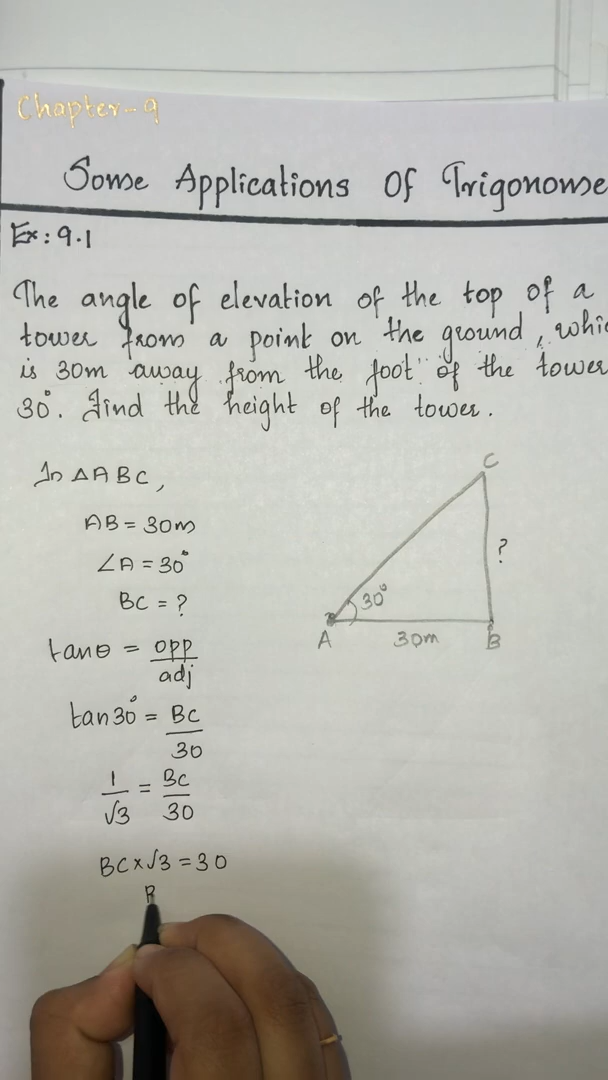 Chapter-9
Some Applications Of Trigonome
Ex: 9.1
The angle of elevation of the top of a
tower from a point on the ground, whic
is 30m away from the foot of the tower
30°. Find the height of the tower.
In △ABC,
AB = 30m
∠A = 30°
BC = ?
tanθ = opp/adj
tan30° = BC/30
1/√3 = BC/30
BC × √3 = 30
B
C
?
30°
A
30m
B